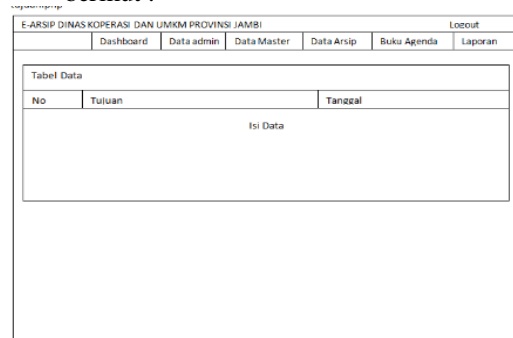 berikut :
E-ARSIP DINAS KOPERASI DAN UMKM PROVINSI JAMBI Logout
Dashboard Data admin Data Master Data Arsip Buku Agenda Laporan
Tabel Data
No Tujuan Tanggal
Isi Data